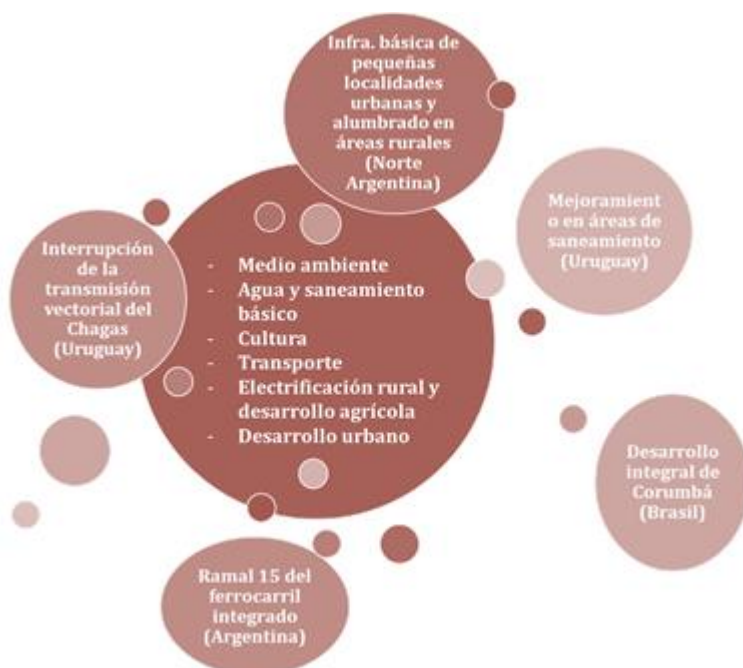 Infra. básica de
pequeñas
localidades
urbanas y
alumbrado en
áreas rurales
(Norte
Argentina)
Mejoramient
o en áreas de
saneamiento
(Uruguay)
Interrupción
de la
transmisión
vectorial del
Chagas
(Uruguay)
- Medio ambiente
- Agua y saneamiento
básico
- Cultura
- Transporte
- Electrificación rural y
desarrollo agrícola
- Desarrollo urbano
Desarrollo
integral de
Corumbá
(Brasil)
Ramal 15 del
ferrocarril
integrado
(Argentina)